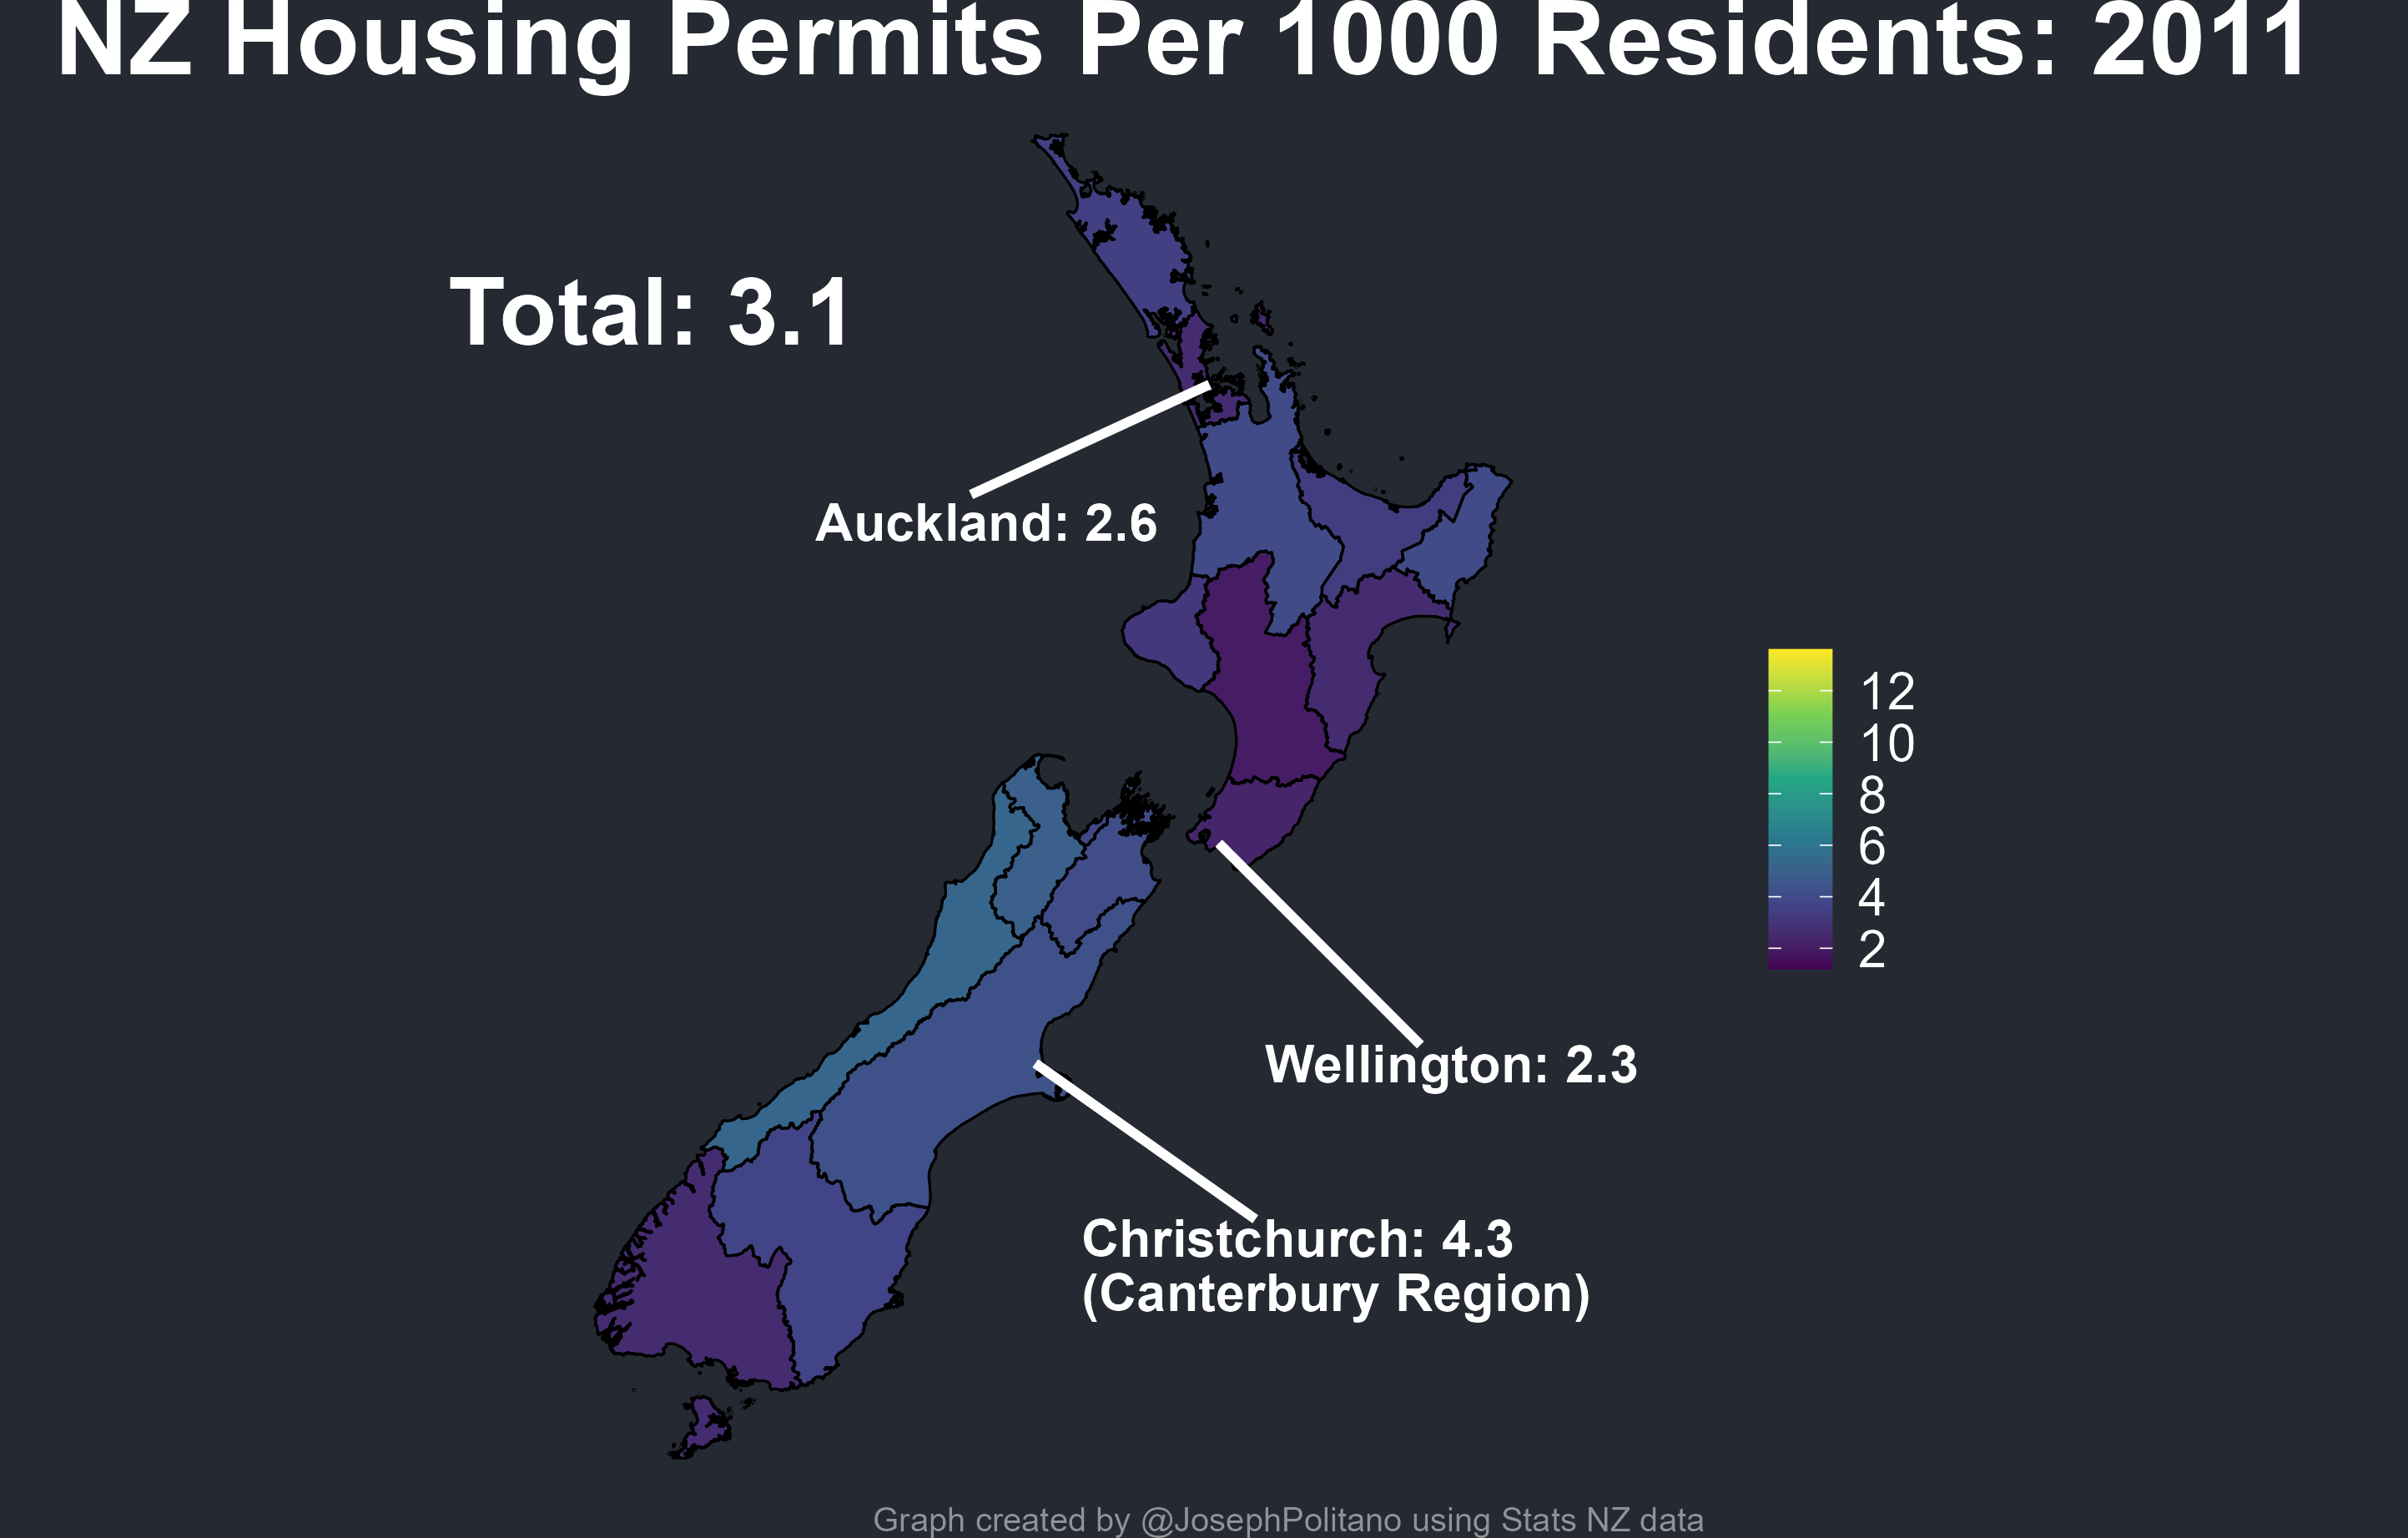 NZ Housing Permits Per 1000 Residents: 2011
Total: 3.1
Auckland: 2.6
12
10
8
6
4
2
Wellington: 2.3
Christchurch: 4.3
(Canterbury Region)
Graph created by @JosephPolitano using Stats NZ data